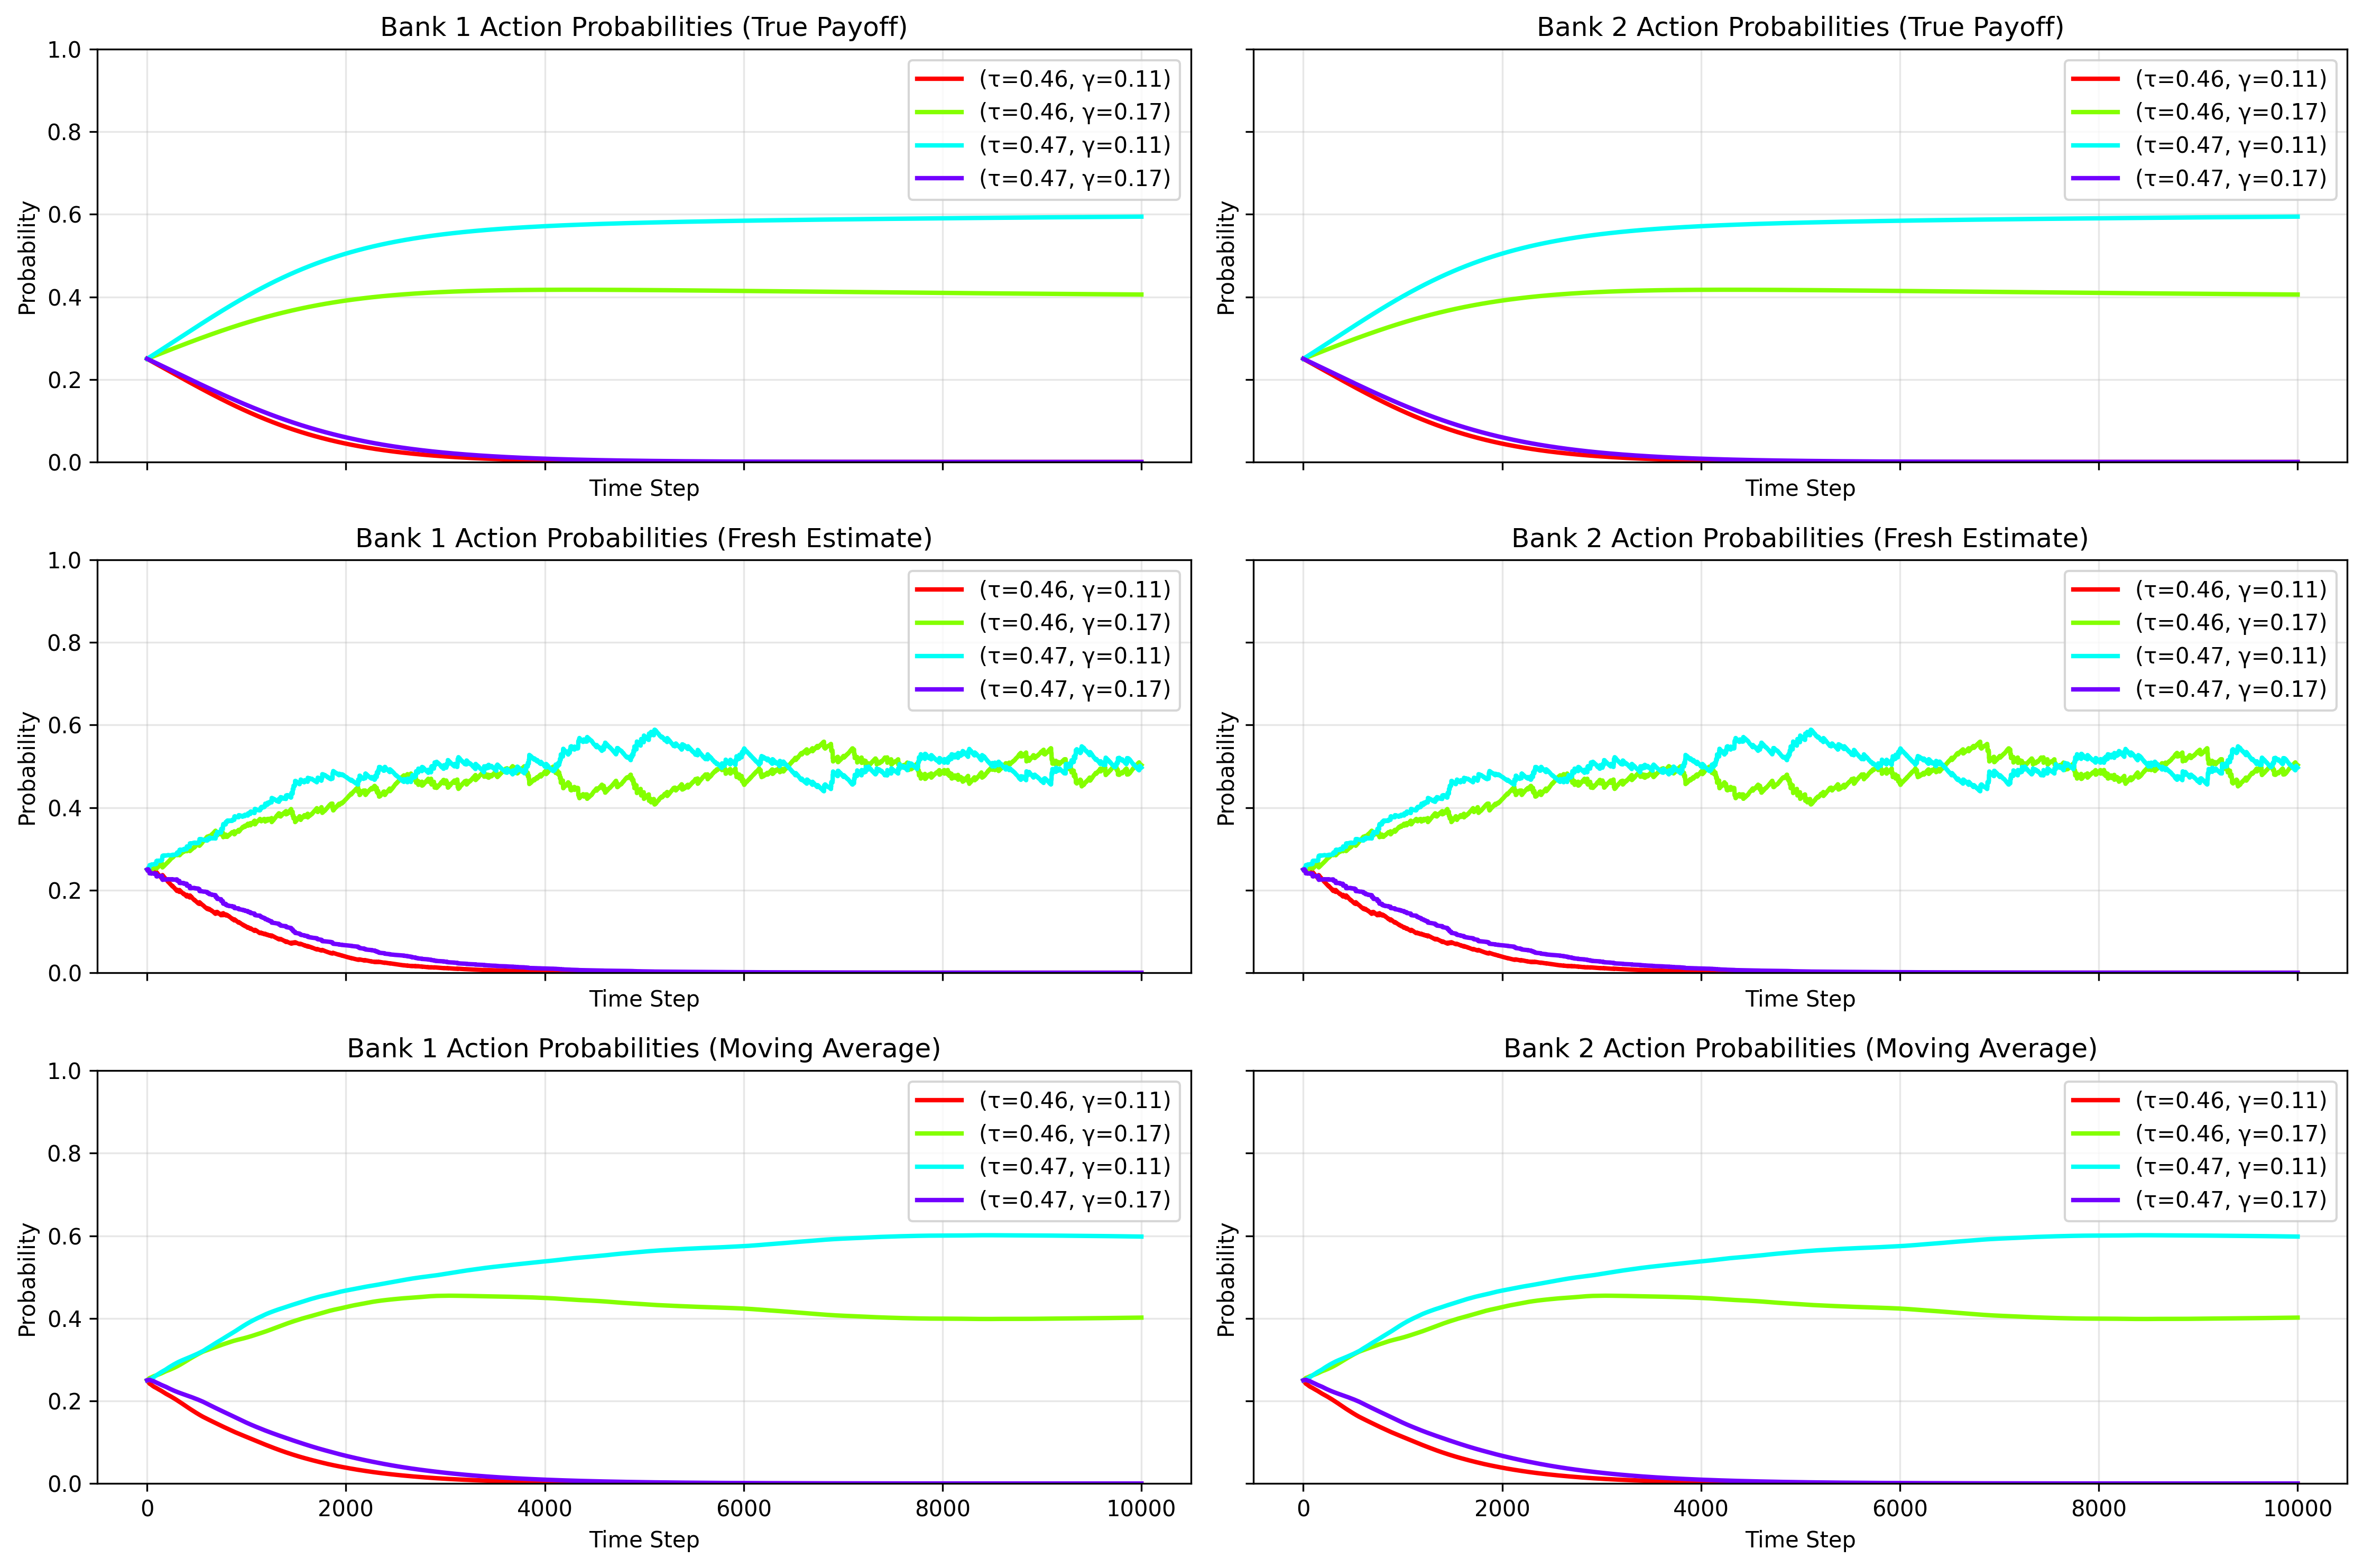 Bank 1 Action Probabilities (True Payoff)
Probability
1.0
0.8
0.6
0.4
0.2
0.0
(τ=0.46, γ=0.11)
(τ=0.46, γ=0.17)
(τ=0.47, γ=0.11)
(τ=0.47, γ=0.17)
Time Step
Bank 2 Action Probabilities (True Payoff)
Probability
(τ=0.46, γ=0.11)
(τ=0.46, γ=0.17)
(τ=0.47, γ=0.11)
(τ=0.47, γ=0.17)
Time Step
Bank 1 Action Probabilities (Fresh Estimate)
Probability
1.0
0.8
0.6
0.4
0.2
0.0
(τ=0.46, γ=0.11)
(τ=0.46, γ=0.17)
(τ=0.47, γ=0.11)
(τ=0.47, γ=0.17)
Time Step
Bank 2 Action Probabilities (Fresh Estimate)
Probability
(τ=0.46, γ=0.11)
(τ=0.46, γ=0.17)
(τ=0.47, γ=0.11)
(τ=0.47, γ=0.17)
Time Step
Bank 1 Action Probabilities (Moving Average)
Probability
1.0
0.8
0.6
0.4
0.2
0.0
(τ=0.46, γ=0.11)
(τ=0.46, γ=0.17)
(τ=0.47, γ=0.11)
(τ=0.47, γ=0.17)
0 2000 4000 6000 8000 10000
Time Step
Bank 2 Action Probabilities (Moving Average)
Probability
(τ=0.46, γ=0.11)
(τ=0.46, γ=0.17)
(τ=0.47, γ=0.11)
(τ=0.47, γ=0.17)
0 2000 4000 6000 8000 10000
Time Step